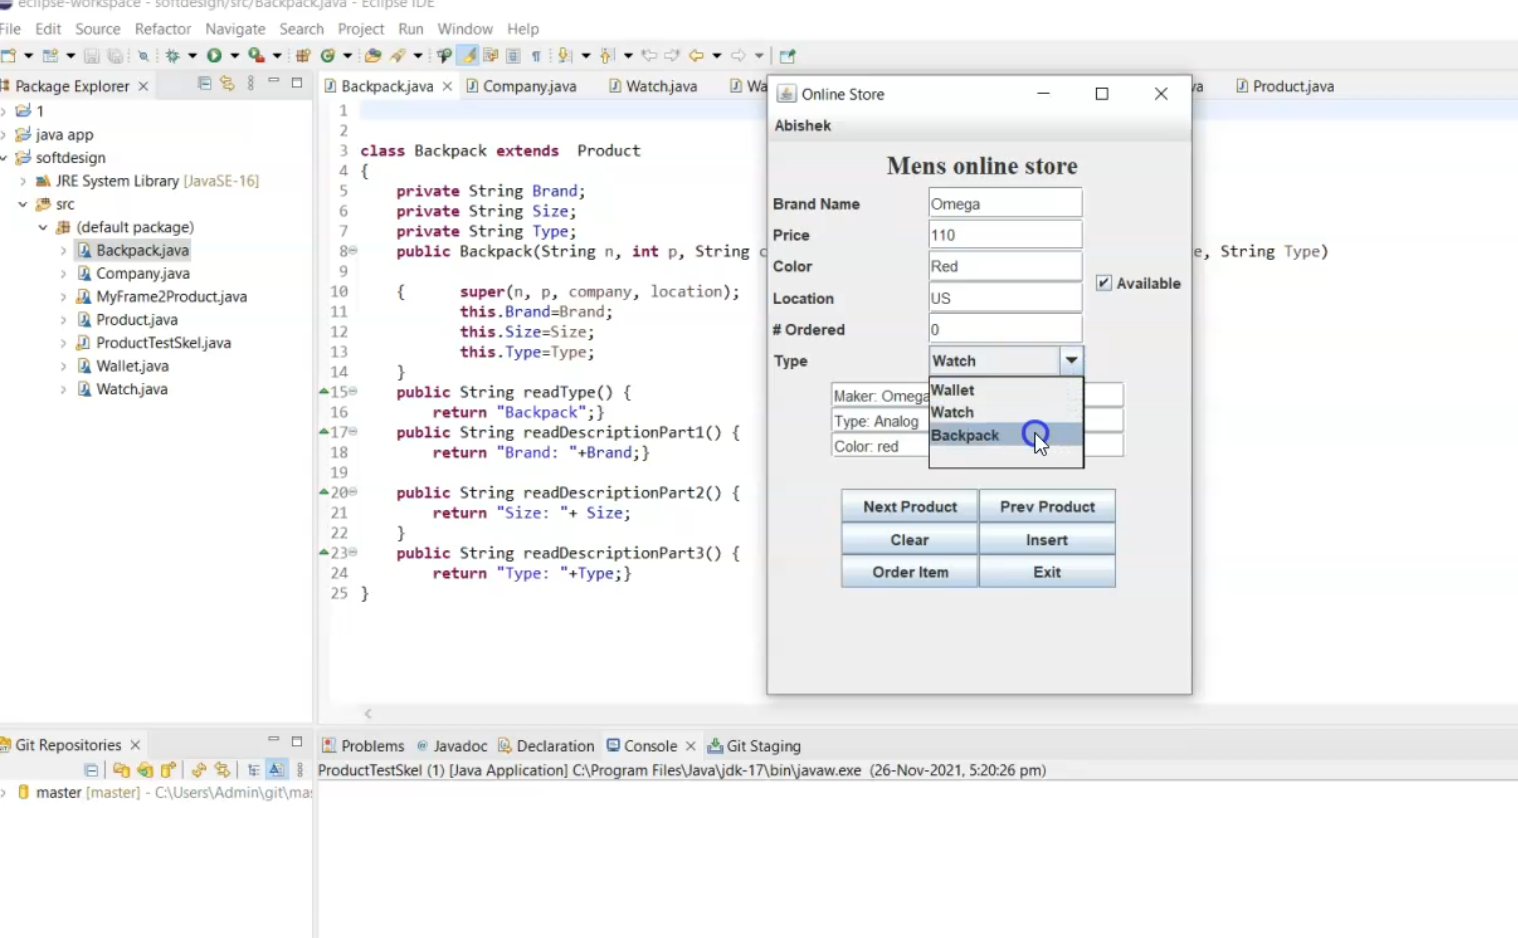 eclipse-workspace - softdesign/src/Backpack.java - Eclipse IDE
File Edit Source Refactor Navigate Search Project Run Window Help
Package Explorer
1
java app
softdesign
JRE System Library [JavaSE-16]
src
(default package)
Backpack.java
Company.java
MyFrame2Product.java
Product.java
ProductTestSkel.java
Wallet.java
Watch.java
Backpack.java Company.java Watch.java Wa va Product.java
1
2
3 class Backpack extends Product
4 {
5 private String Brand;
6 private String Size;
7 private String Type;
8 public Backpack(String n, int p, String c e, String Type)
9
10 { super(n, p, company, location);
11 this.Brand=Brand;
12 this.Size=Size;
13 this.Type=Type;
14 }
15 public String readType() {
16 return "Backpack";}
17 public String readDescriptionPart1() {
18 return "Brand: "+Brand;}
19
20 public String readDescriptionPart2() {
21 return "Size: "+ Size;
22 }
23 public String readDescriptionPart3() {
24 return "Type: "+Type;}
25 }
Online Store
Abishek
Mens online store
Brand Name Omega
Price 110
Color Red
Available
Location US
# Ordered 0
Type Watch
Wallet
Watch
Backpack
Maker: Omega
Type: Analog
Color: red
Next Product Prev Product
Clear Insert
Order Item Exit
Git Repositories
master [master] - C:\Users\Admin\git\mas
Problems Javadoc Declaration Console Git Staging
ProductTestSkel (1) [Java Application] C:\Program Files\Java\jdk-17\bin\javaw.exe (26-Nov-2021, 5:20:26 pm)